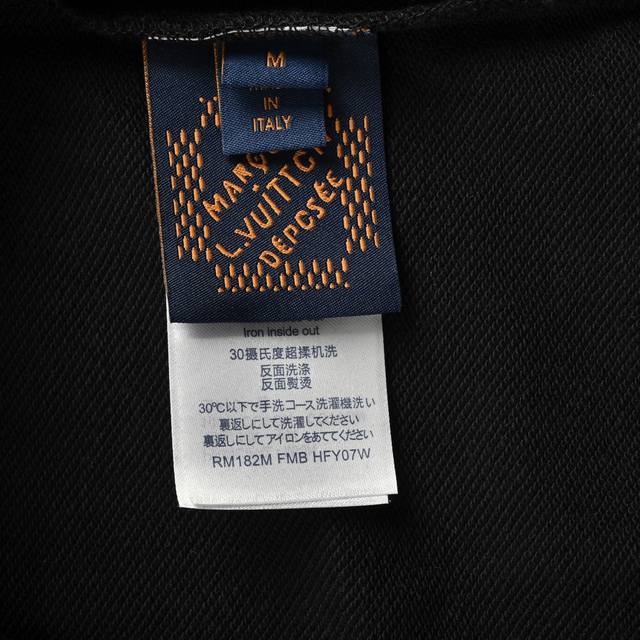 M
IN
ITALY
L.VUITTON
DEPOSÉE
Iron inside out
30摄氏度超揉机洗
反面洗涤
反面熨烫
30℃以下で手洗コース洗濯機洗い
裏返しにして洗濯してください
裏返しにしてアイロンをあててください
RM182M FMB HFY07W